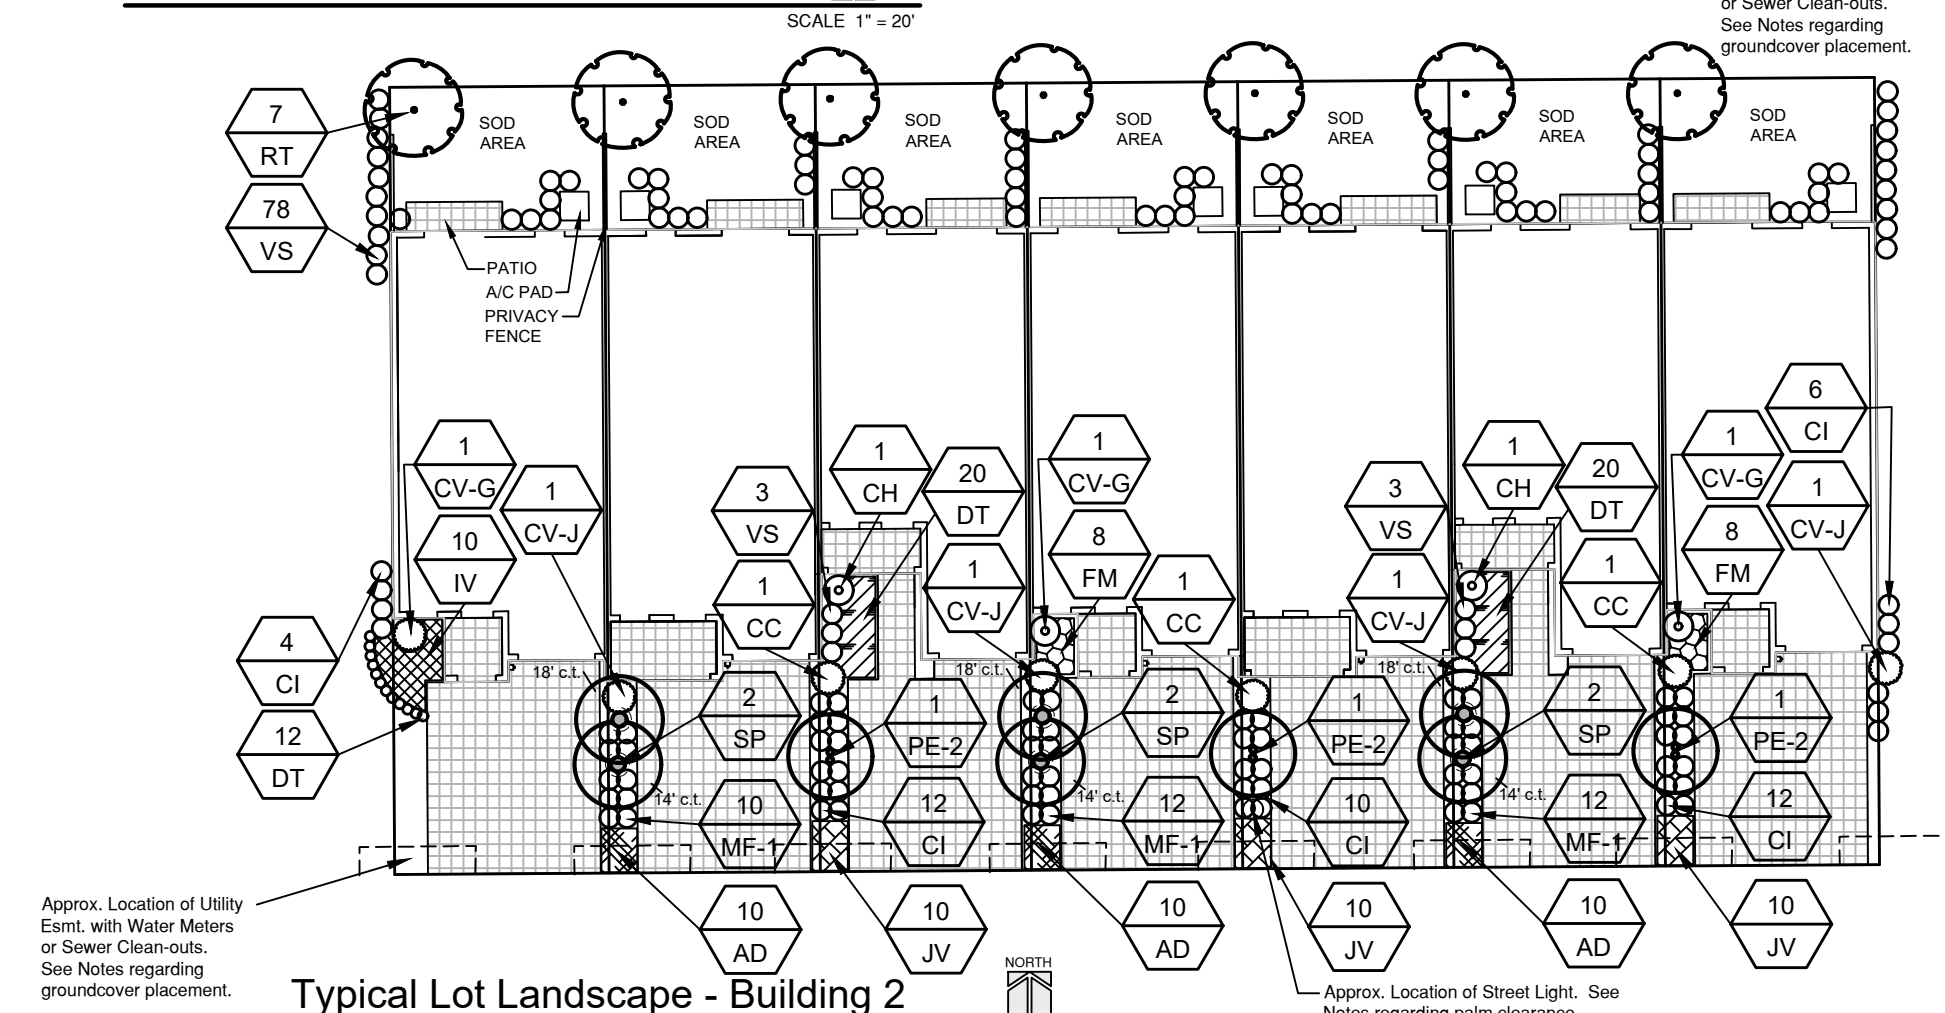 SCALE 1" = 20'
or Sewer Clean-outs.
See Notes regarding
groundcover placement.
7
RT
78
VS
SOD
AREA
SOD
AREA
SOD
AREA
SOD
AREA
SOD
AREA
SOD
AREA
SOD
AREA
PATIO
A/C PAD
PRIVACY
FENCE
1
CV-G
10
IV
1
CV-J
3
VS
1
CC
1
CH
20
DT
1
CV-J
1
CV-G
8
FM
1
CC
3
VS
1
CV-J
1
CH
20
DT
1
CC
1
CV-G
8
FM
6
CI
1
CV-J
4
CI
12
DT
18' c.t.
18' c.t.
18' c.t.
2
SP
1
PE-2
2
SP
1
PE-2
2
SP
1
PE-2
14' c.t.
14' c.t.
14' c.t.
10
MF-1
12
CI
12
MF-1
10
CI
12
MF-1
12
CI
10
AD
10
JV
10
AD
10
JV
10
AD
10
JV
Approx. Location of Utility
Esmt. with Water Meters
or Sewer Clean-outs.
See Notes regarding
groundcover placement.
Typical Lot Landscape - Building 2
NORTH
Approx. Location of Street Light. See
Notes regarding palm clearance